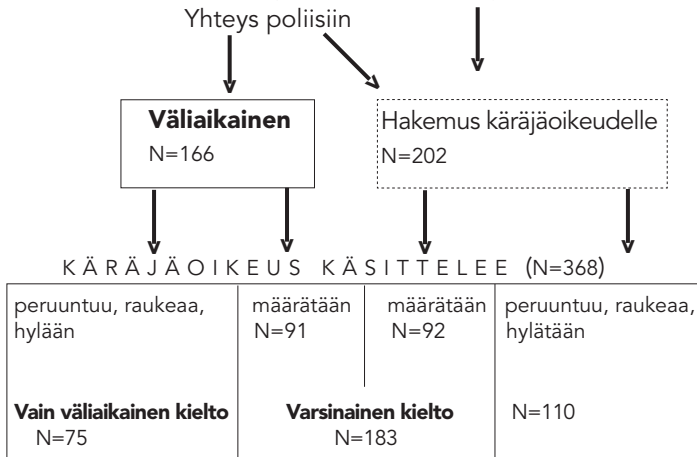 Yhteys poliisiin
Väliaikainen
N=166
Hakemus käräjäoikeudelle
N=202
KÄRÄJÄOIKEUS KÄSITTELEE (N=368)
peruuntuu, raukeaa,
hylään
Vain väliaikainen kielto
N=75
määrätään
N=91
määrätään
N=92
Varsinainen kielto
N=183
peruuntuu, raukeaa,
hylätään
N=110